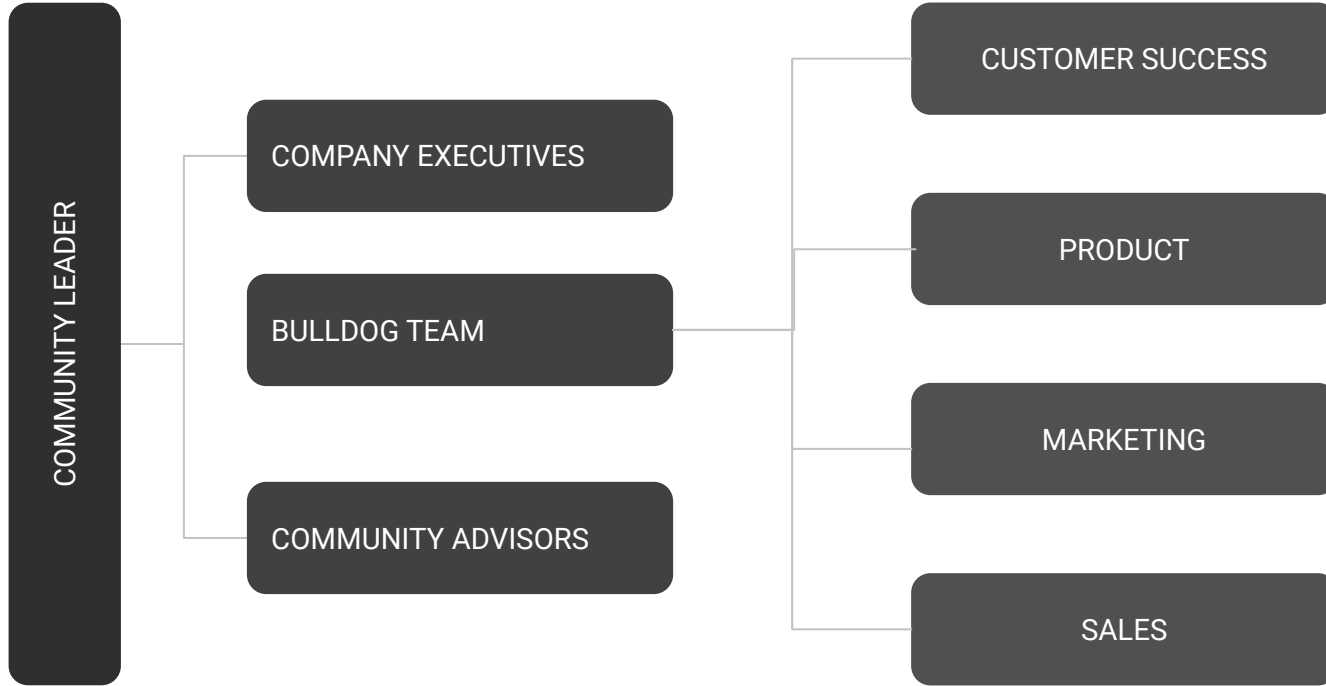 COMMUNITY LEADER
COMPANY EXECUTIVES
BULLDOG TEAM
COMMUNITY ADVISORS
CUSTOMER SUCCESS
PRODUCT
MARKETING
SALES